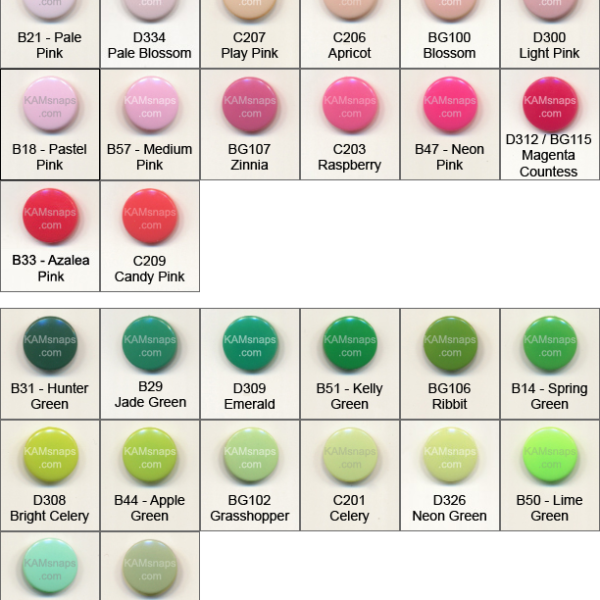 B21 - Pale
Pink
D334
Pale Blossom
C207
Play Pink
C206
Apricot
BG100
Blossom
D300
Light Pink
KAMsnaps
.com
B18 - Pastel
Pink
KAMsnaps
.com
B57 - Medium
Pink
KAMsnaps
.com
BG107
Zinnia
KAMsnaps
.com
C203
Raspberry
KAMsnaps
.com
B47 - Neon
Pink
KAMsnaps
.com
D312 / BG115
Magenta
Countess
KAMsnaps
.com
B33 - Azalea
Pink
KAMsnaps
.com
C209
Candy Pink
KAMsnaps
.com
B31 - Hunter
Green
KAMsnaps
.com
B29
Jade Green
KAMsnaps
.com
D309
Emerald
KAMsnaps
.com
B51 - Kelly
Green
KAMsnaps
.com
BG106
Ribbit
KAMsnaps
.com
B14 - Spring
Green
KAMsnaps
.com
D308
Bright Celery
KAMsnaps
.com
B44 - Apple
Green
KAMsnaps
.com
BG102
Grasshopper
KAMsnaps
.com
C201
Celery
KAMsnaps
.com
D326
Neon Green
KAMsnaps
.com
B50 - Lime
Green
KAMsnaps
.com
KAMsnaps
.com